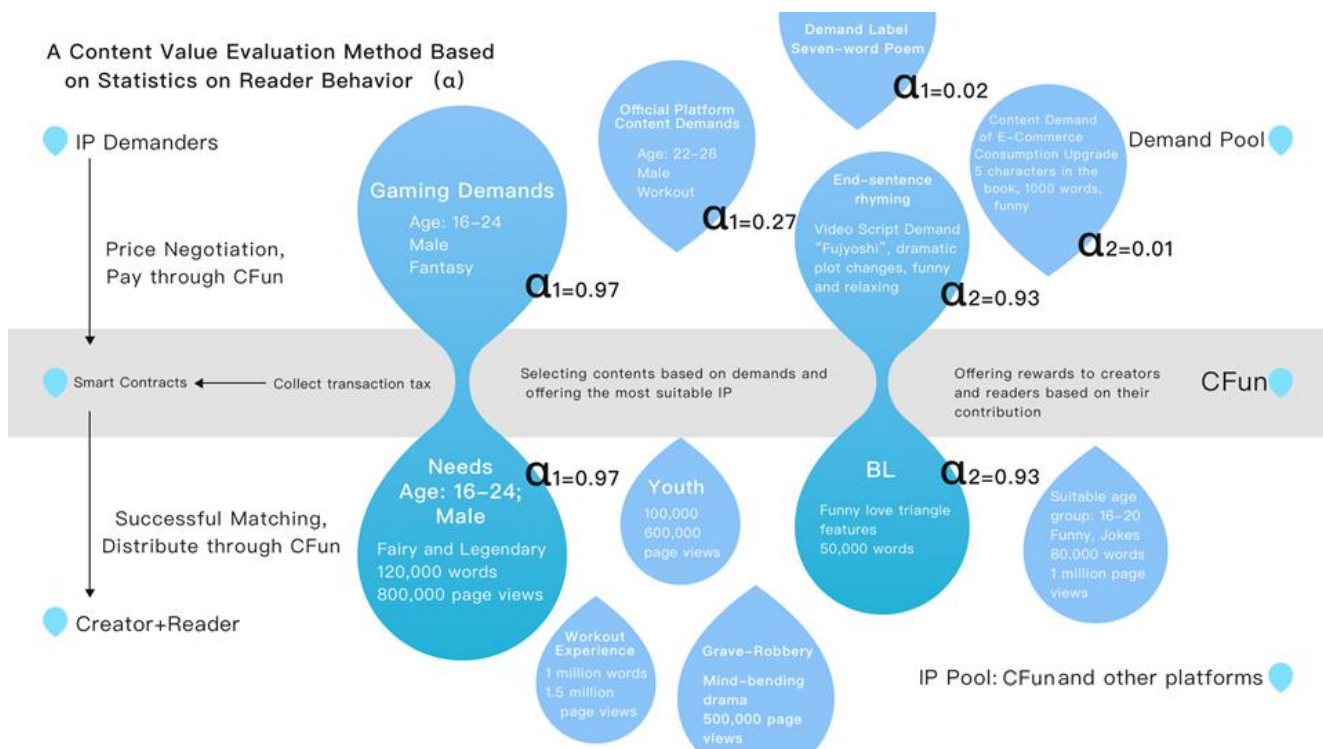 A Content Value Evaluation Method Based
on Statistics on Reader Behavior (α)
IP Demanders
Price Negotiation,
Pay through CFun
Smart Contracts
Collect transaction tax
Successful Matching,
Distribute through CFun
Creator+Reader
Gaming Demands
Age: 16-24
Male
Fantasy
α1=0.97
Official Platform
Content Demands
Age: 22-26
Male
Workout
α1=0.27
Demand Label
Seven-word Poem
α1=0.02
End-sentence
rhyming
Video Script Demand
"Fujyoshi", dramatic
plot changes, funny
and relaxing
α2=0.93
Content Demand
of E-Commerce
Consumption Upgrade
5 characters in the
book, 1000 words,
funny
α2=0.01
Demand Pool
Selecting contents based on demands and
offering the most suitable IP
Offering rewards to creators
and readers based on their
contribution
CFun
Needs
Age: 16-24;
Male
Fairy and Legendary
120,000 words
800,000 page views
α1=0.97
Youth
100,000
600,000
page views
BL
Funny love triangle
features
50,000 words
α2=0.93
Suitable age
group: 16-20
Funny, Jokes
80,000 words
1 million page
views
Workout
Experience
1 million words
1.5 million
page views
Grave-Robbery
Mind-bending
drama
500,000 page
views
IP Pool: CFun and other platforms